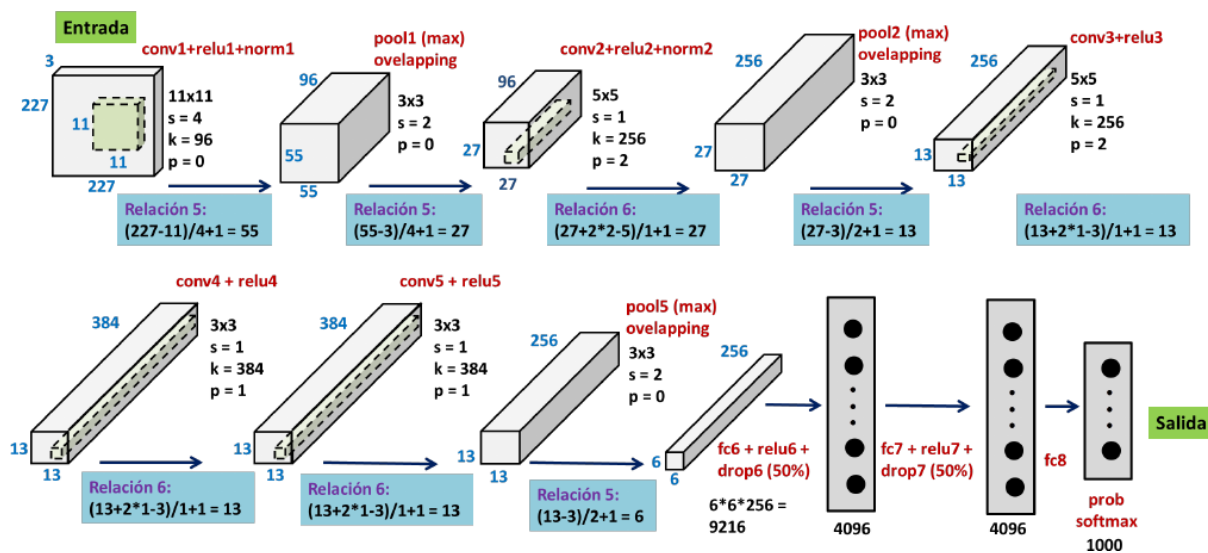 Entrada
conv1+relu1+norm1
3
227
11
11
227
11x11
s = 4
k = 96
p = 0
Relación 5:
(227-11)/4+1 = 55
pool1 (max)
ovelapping
96
55
55
3x3
s = 2
p = 0
Relación 5:
(55-3)/4+1 = 27
conv2+relu2+norm2
96
27
27
5x5
s = 1
k = 256
p = 2
Relación 6:
(27+2*2-5)/1+1 = 27
pool2 (max)
ovelapping
256
27
27
3x3
s = 2
p = 0
Relación 5:
(27-3)/2+1 = 13
conv3+relu3
256
13
13
5x5
s = 1
k = 256
p = 2
Relación 6:
(13+2*1-3)/1+1 = 13
conv4 + relu4
384
13
13
3x3
s = 1
k = 384
p = 1
Relación 6:
(13+2*1-3)/1+1 = 13
conv5 + relu5
384
13
13
3x3
s = 1
k = 384
p = 1
Relación 6:
(13+2*1-3)/1+1 = 13
pool5 (max)
ovelapping
256
13
13
3x3
s = 2
p = 0
Relación 5:
(13-3)/2+1 = 6
256
6
6
fc6 + relu6 +
drop6 (50%)
6*6*256 =
9216
4096
fc7 + relu7 +
drop7 (50%)
4096
fc8
prob
softmax
1000
Salida